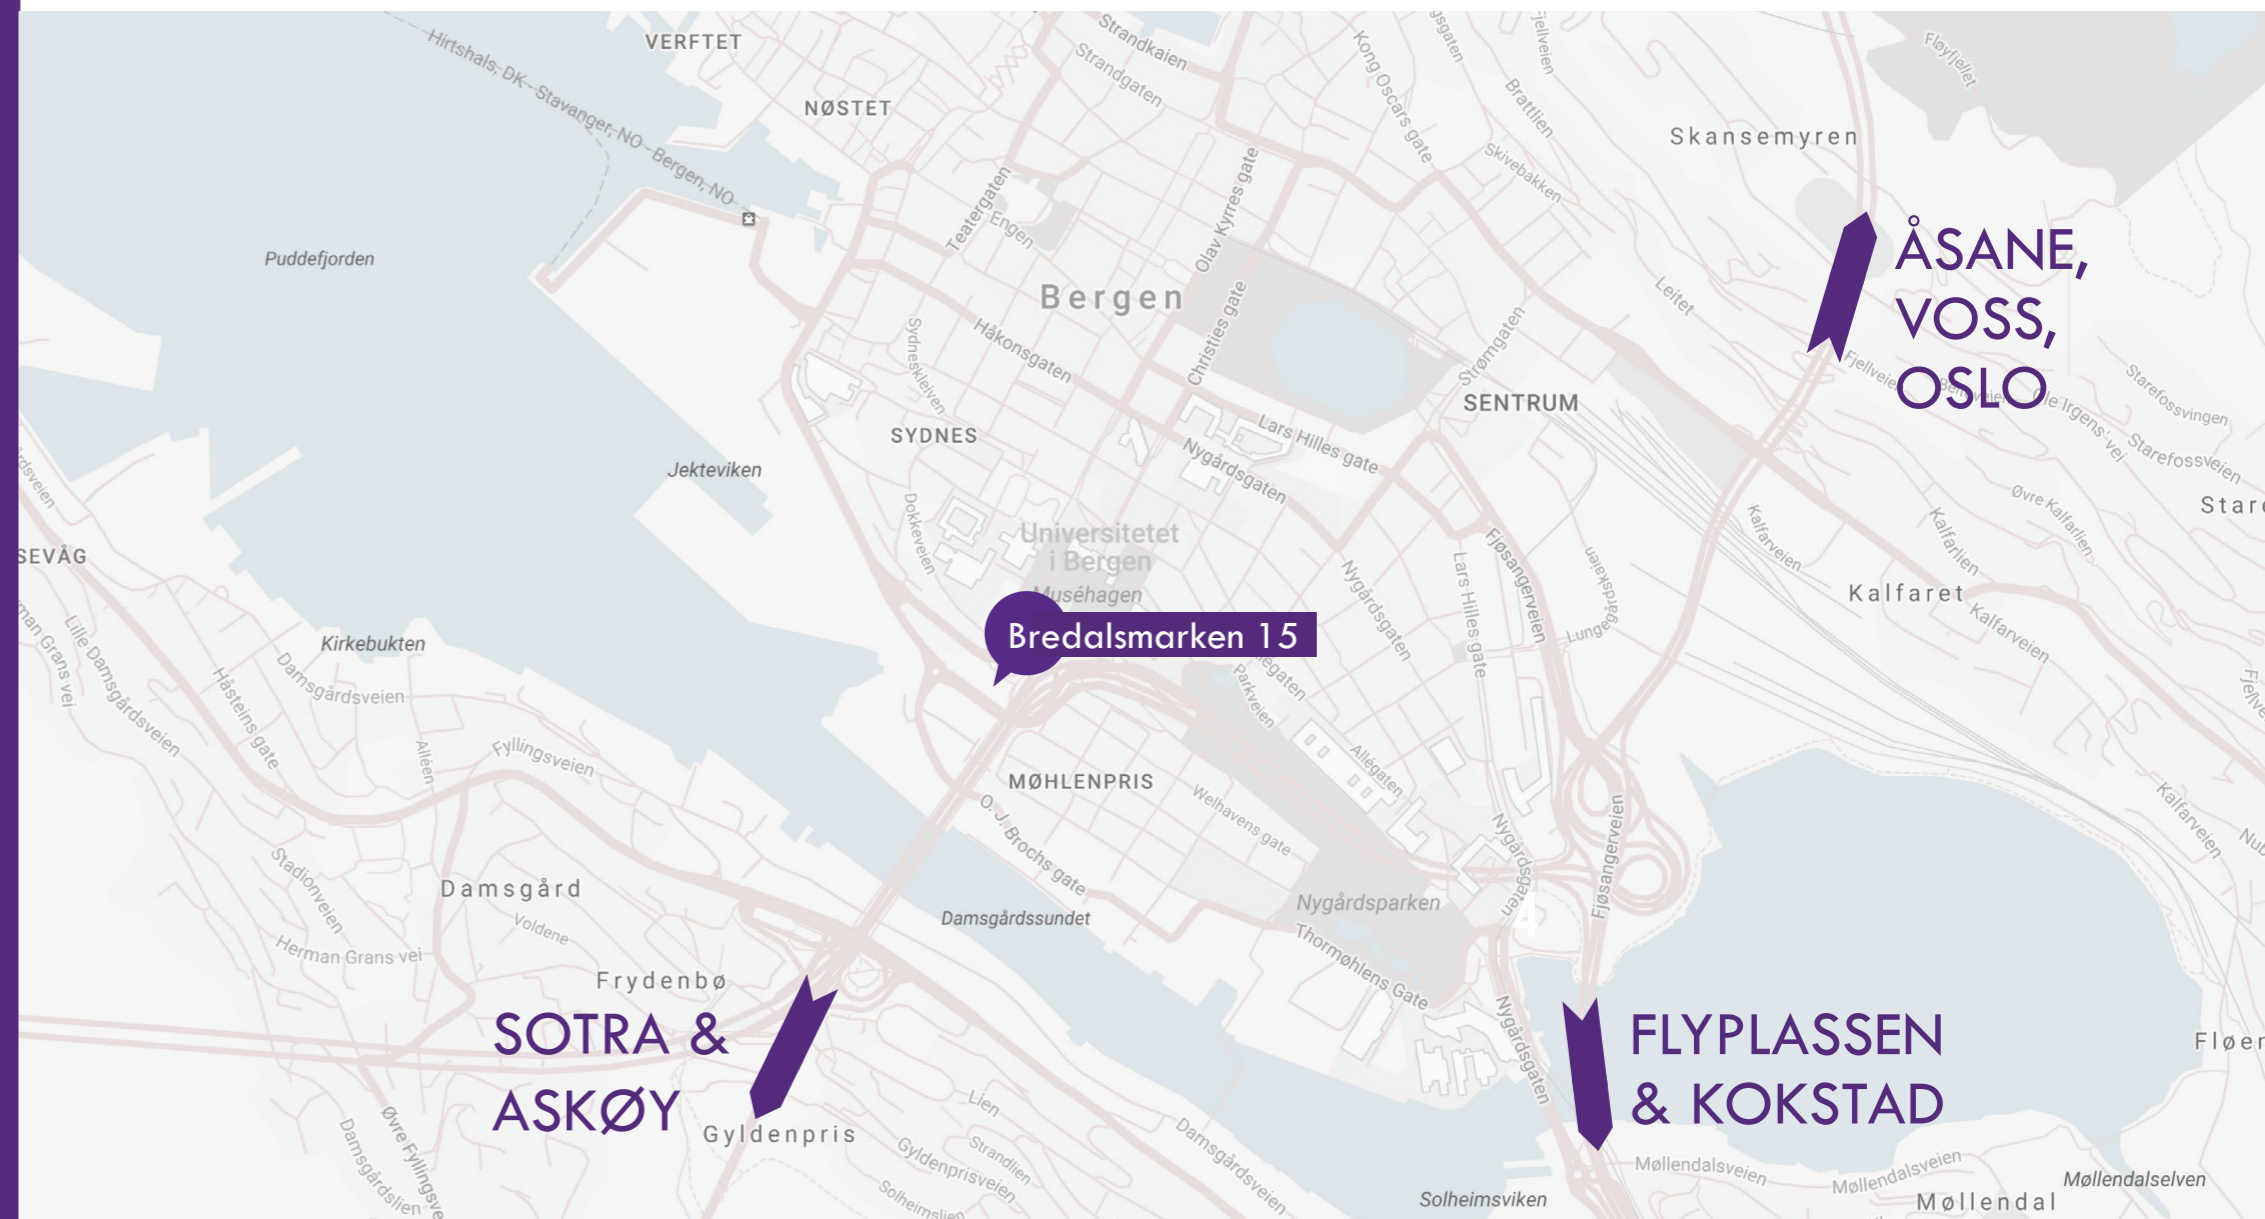 VERFTET
Strandkaien
Strandgaten
Hirtshals, DK - Stavanger, NO - Bergen, NO
NØSTET
Kong Oscars gate
Fjellveien
Brattlien
Fløyfjellet
Skansemyren
Skivebakken
Teatergaten
Engen
Olav Kyrres gate
Puddefjorden
Bergen
Christies gate
Håkonsgaten
Sydneskleiven
Leitet
Strømgaten
ÅSANE,
VOSS,
OSLO
Ole Irgens' vei
Starefossvingen
Starefossveien
SENTRUM
Lars Hilles gate
SYDNES
Nygårdsgaten
Jekteviken
Dokkeveien
Universitetet
i Bergen
Muséhagen
Fjøsangerveien
Lars Hilles gate
Nygårdsgaten
Kalfarveien
Kalfarlien
Øvre Kalfarlien
Kalfaret
Kalfarveien
Lungegårdskaien
SEVÅG
Bredalsmarken 15
Kirkebukten
Lille Damsgårdsveien
Damsgårdsveien
Håsteins gate
Alléen
Fyllingsveien
Parkveien
Allégaten
MØHLENPRIS
Welhavens gate
O. J. Brochs gate
Nygårdsgaten
Fjøsangerveien
Kalfarveien
Stadionveien
Damsgård
Voldene
Herman Grans vei
Damsgårdssundet
Nygårdsparken
4
Thormøhlens Gate
Frydenbø
SOTRA &
ASKØY
Gyldenpris
Nygårdsgaten
FLYPLASSEN
& KOKSTAD
Lien
Strandlien
Gyldenprisveien
Damsgårdsveien
Damsgårdslien
Solheimsviken
Møllendalsveien
Møllendalsveien
Møllendalselven
Møllendal